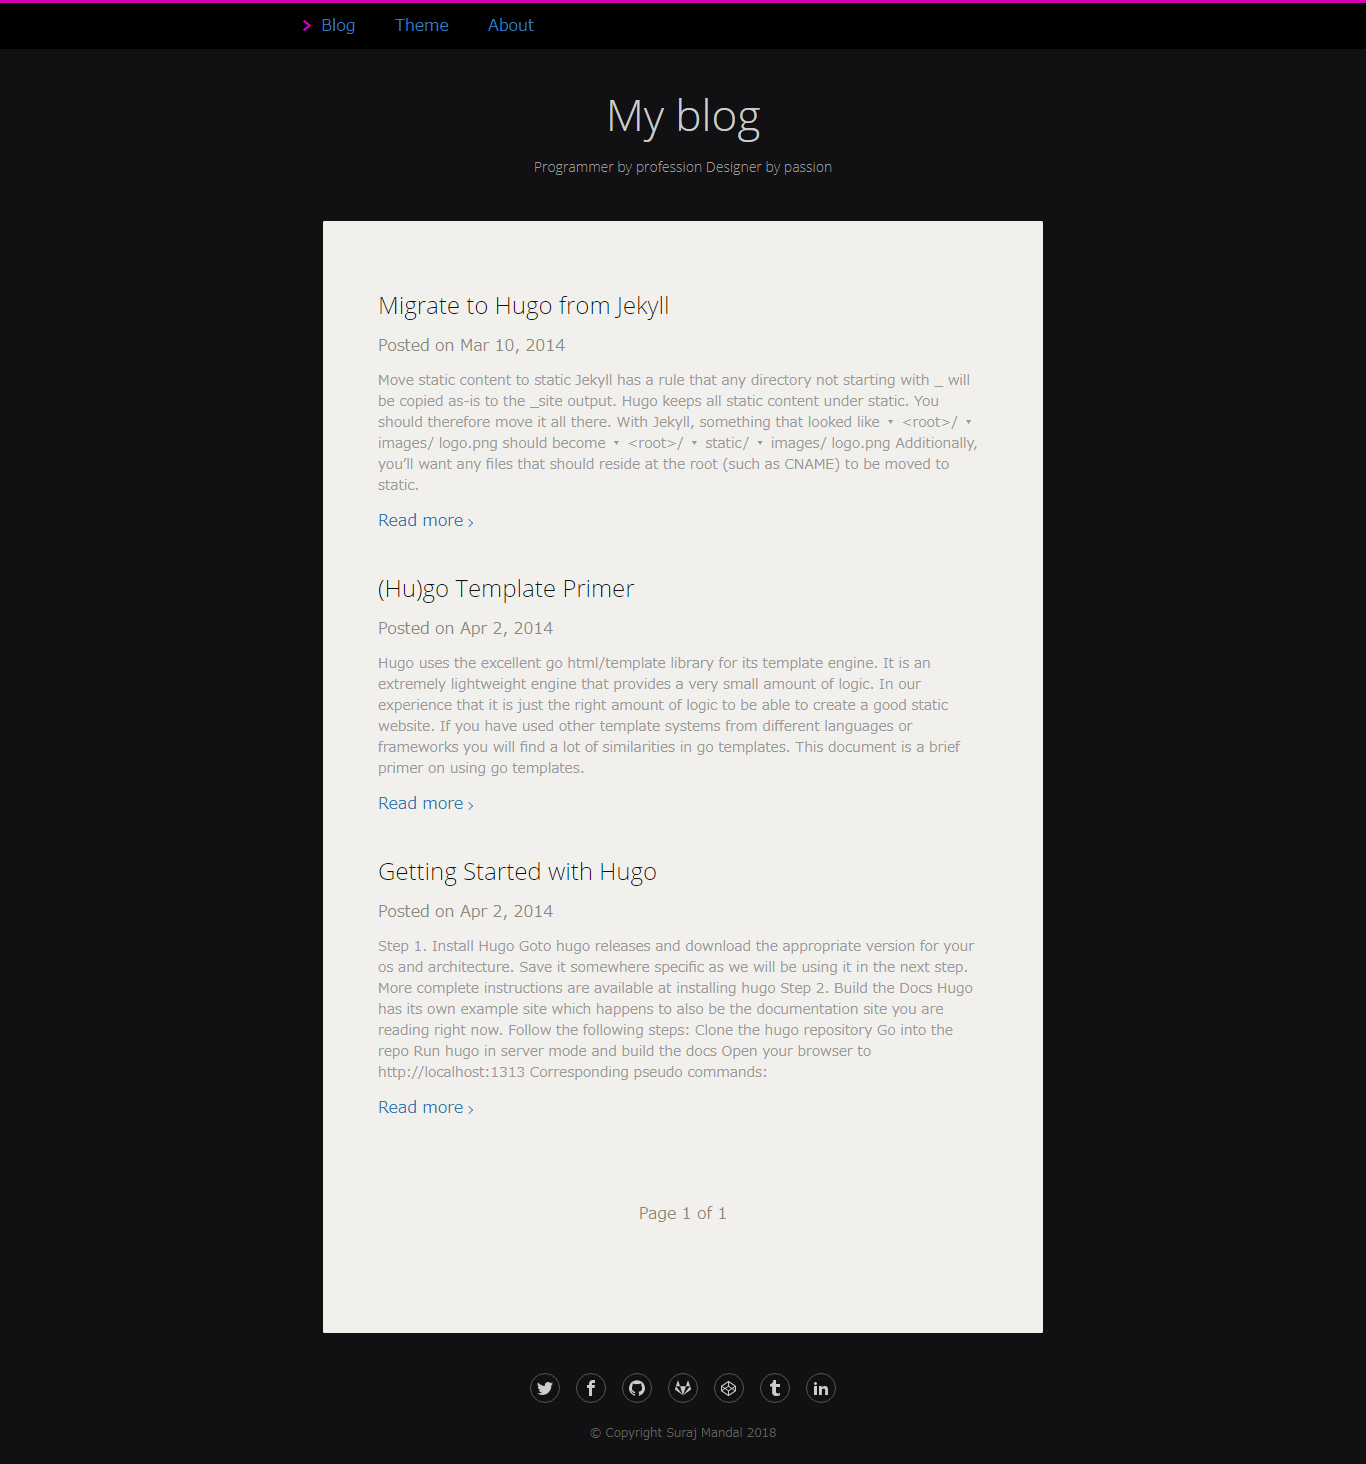 Blog Theme About
My blog
Programmer by profession Designer by passion
Migrate to Hugo from Jekyll
Posted on Mar 10, 2014
Move static content to static Jekyll has a rule that any directory not starting with _ will
be copied as-is to the _site output. Hugo keeps all static content under static. You
should therefore move it all there. With Jekyll, something that looked like ▾ <root>/ ▾
images/ logo.png should become ▾ <root>/ ▾ static/ ▾ images/ logo.png Additionally,
you’ll want any files that should reside at the root (such as CNAME) to be moved to
static.
Read more ›
(Hu)go Template Primer
Posted on Apr 2, 2014
Hugo uses the excellent go html/template library for its template engine. It is an
extremely lightweight engine that provides a very small amount of logic. In our
experience that it is just the right amount of logic to be able to create a good static
website. If you have used other template systems from different languages or
frameworks you will find a lot of similarities in go templates. This document is a brief
primer on using go templates.
Read more ›
Getting Started with Hugo
Posted on Apr 2, 2014
Step 1. Install Hugo Goto hugo releases and download the appropriate version for your
os and architecture. Save it somewhere specific as we will be using it in the next step.
More complete instructions are available at installing hugo Step 2. Build the Docs Hugo
has its own example site which happens to also be the documentation site you are
reading right now. Follow the following steps: Clone the hugo repository Go into the
repo Run hugo in server mode and build the docs Open your browser to
http://localhost:1313 Corresponding pseudo commands:
Read more ›
Page 1 of 1
© Copyright Suraj Mandal 2018